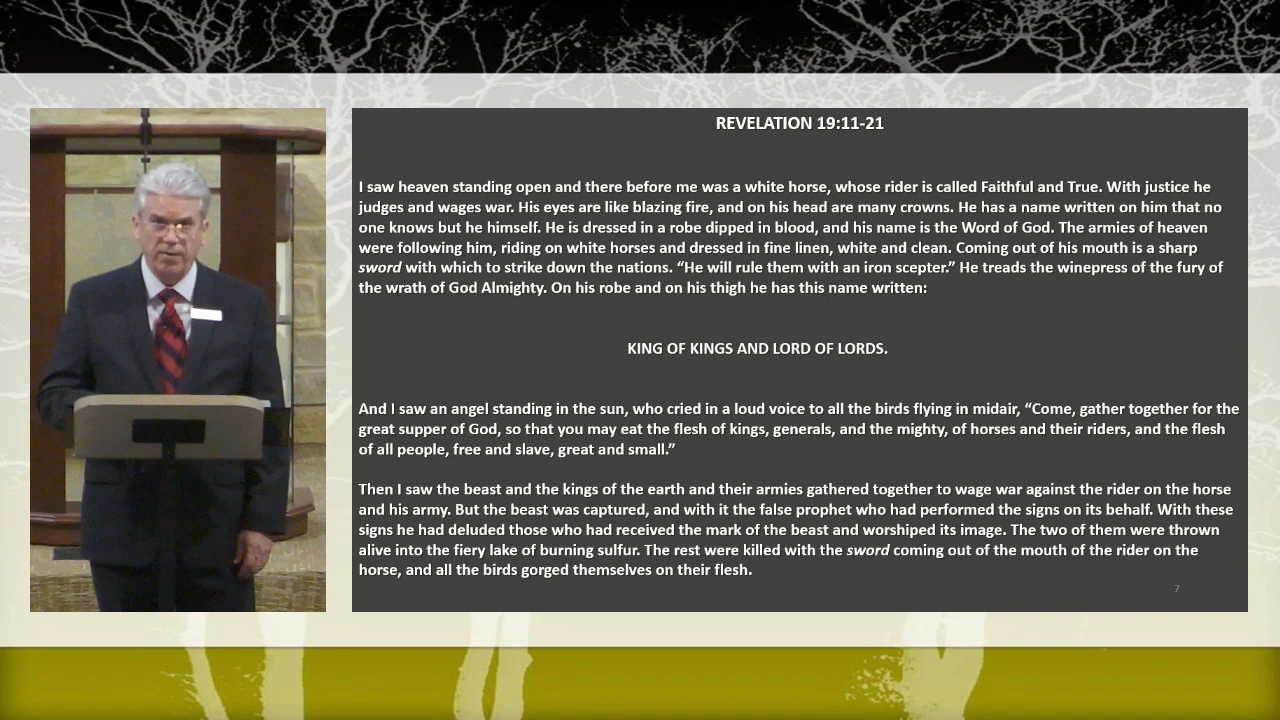 REVELATION 19:11-21
I saw heaven standing open and there before me was a white horse, whose rider is called Faithful and True. With justice he
judges and wages war. His eyes are like blazing fire, and on his head are many crowns. He has a name written on him that no
one knows but he himself. He is dressed in a robe dipped in blood, and his name is the Word of God. The armies of heaven
were following him, riding on white horses and dressed in fine linen, white and clean. Coming out of his mouth is a sharp
sword with which to strike down the nations. “He will rule them with an iron scepter.” He treads the winepress of the fury of
the wrath of God Almighty. On his robe and on his thigh he has this name written:
KING OF KINGS AND LORD OF LORDS.
And I saw an angel standing in the sun, who cried in a loud voice to all the birds flying in midair, “Come, gather together for the
great supper of God, so that you may eat the flesh of kings, generals, and the mighty, of horses and their riders, and the flesh
of all people, free and slave, great and small.”
Then I saw the beast and the kings of the earth and their armies gathered together to wage war against the rider on the horse
and his army. But the beast was captured, and with it the false prophet who had performed the signs on its behalf. With these
signs he had deluded those who had received the mark of the beast and worshiped its image. The two of them were thrown
alive into the fiery lake of burning sulfur. The rest were killed with the sword coming out of the mouth of the rider on the
horse, and all the birds gorged themselves on their flesh.
7